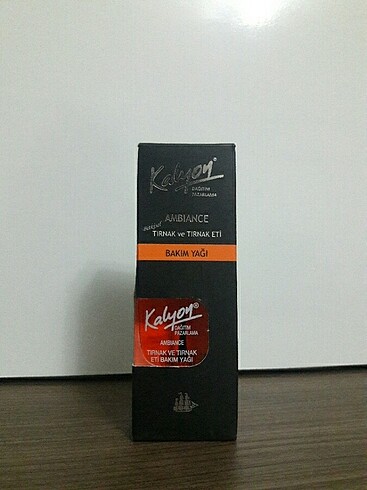 Kalyon®
DAĞITIM
PAZARLAMA
AMBIANCE
TIRNAK ve TIRNAK ETİ
BAKIM YAĞI
Kalyon®
DAĞITIM
PAZARLAMA
AMBIANCE
TIRNAK VE TIRNAK
ETİ BAKIM YAĞI